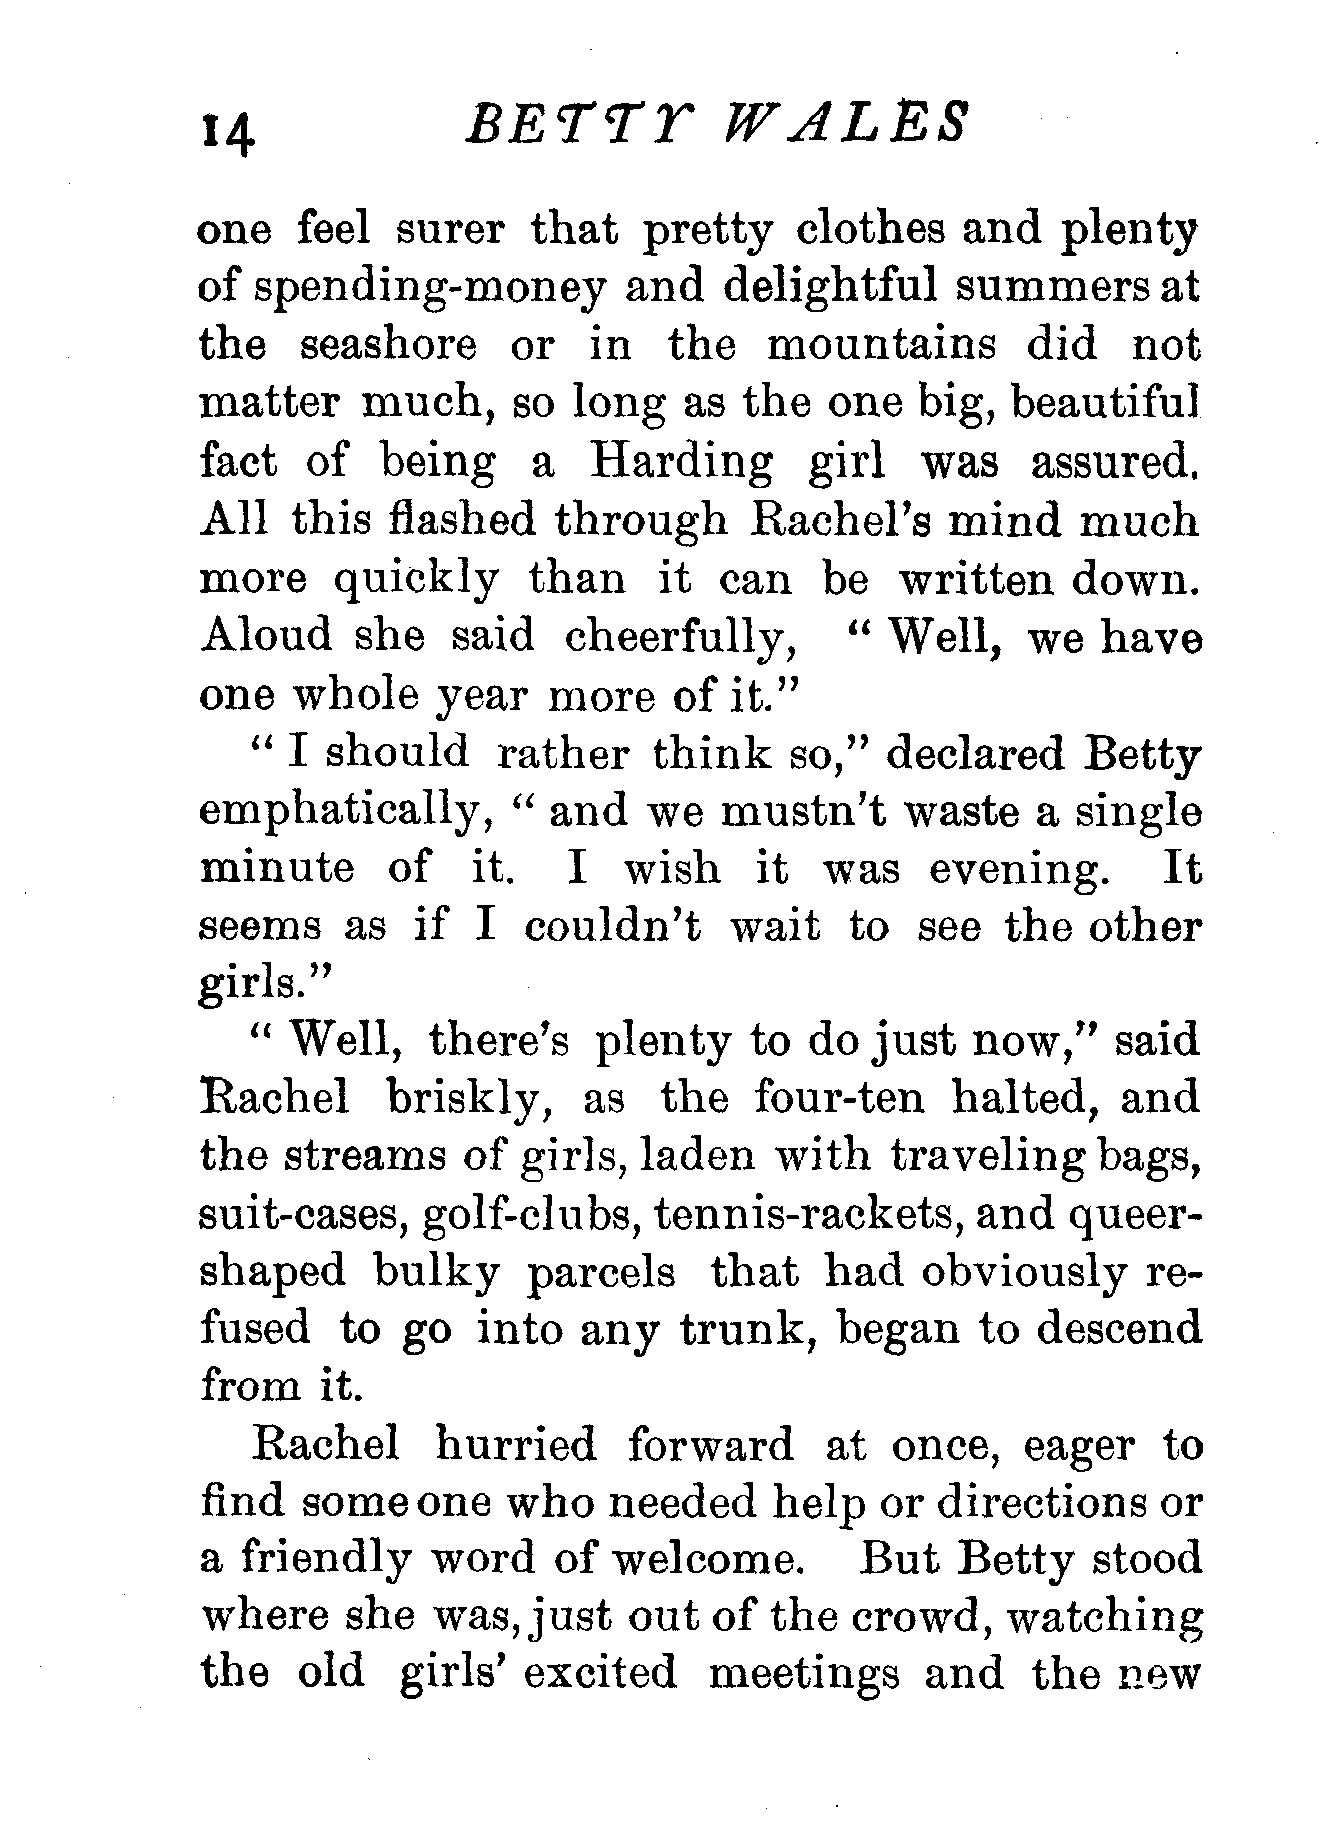 14 BETTY WALES
one feel surer that pretty clothes and plenty
of spending-money and delightful summers at
the seashore or in the mountains did not
matter much, so long as the one big, beautiful
fact of being a Harding girl was assured.
All this flashed through Rachel's mind much
more quickly than it can be written down.
Aloud she said cheerfully, " Well, we have
one whole year more of it."
" I should rather think so," declared Betty
emphatically, " and we mustn't waste a single
minute of it. I wish it was evening. It
seems as if I couldn't wait to see the other
girls."
" Well, there's plenty to do just now," said
Rachel briskly, as the four-ten halted, and
the streams of girls, laden with traveling bags,
suit-cases, golf-clubs, tennis-rackets, and queer-
shaped bulky parcels that had obviously re-
fused to go into any trunk, began to descend
from it.
Rachel hurried forward at once, eager to
find some one who needed help or directions or
a friendly word of welcome. But Betty stood
where she was, just out of the crowd, watching
the old girls' excited meetings and the new